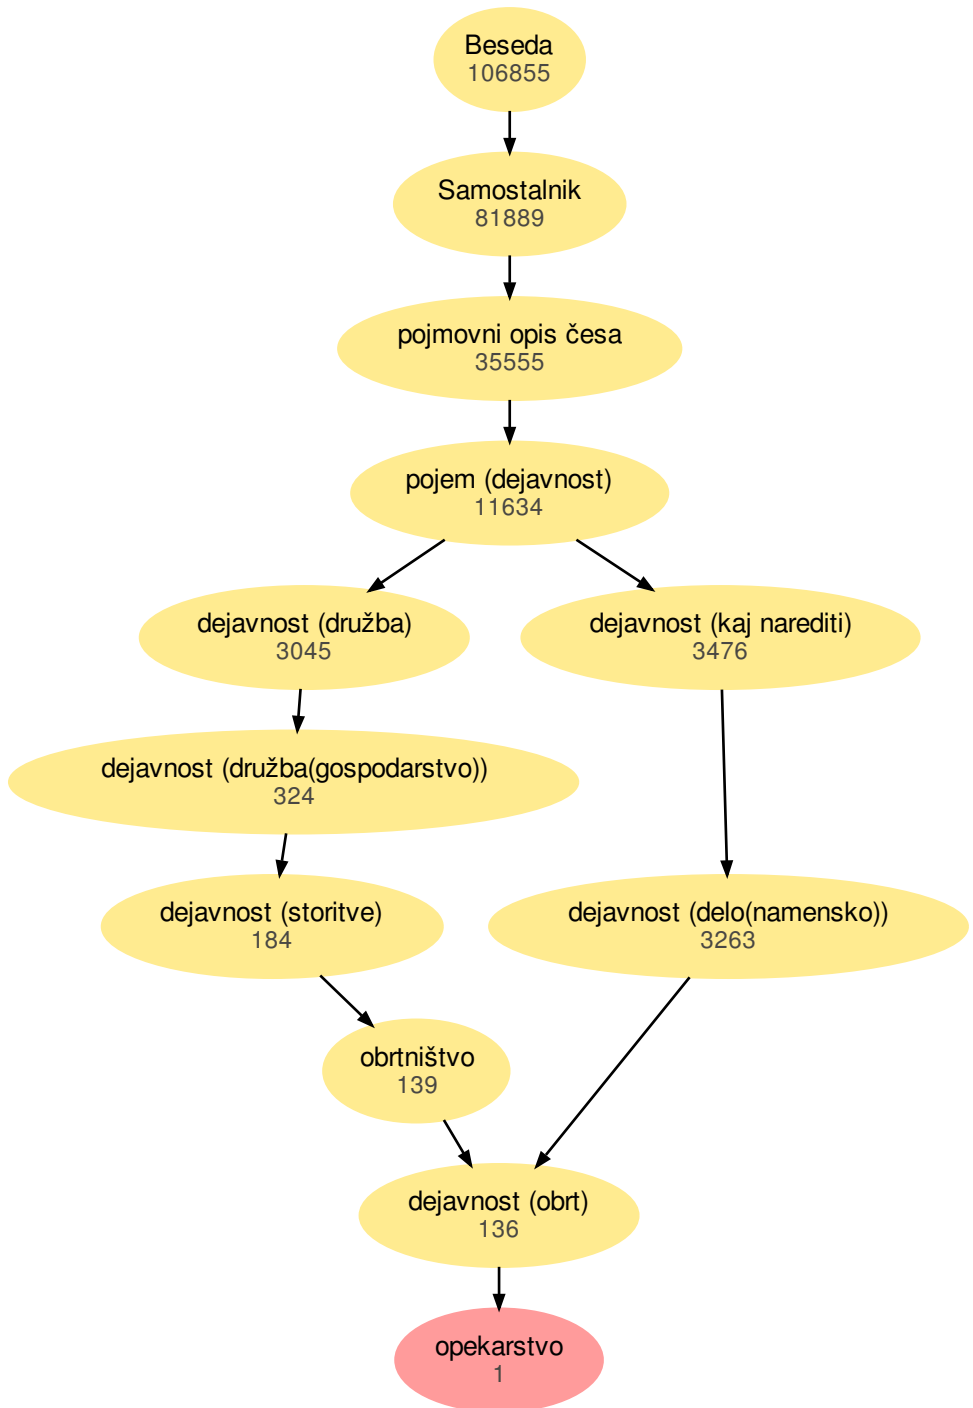 Beseda
106855
Samostalnik
81889
pojmovni opis česa
35555
pojem (dejavnost)
11634
dejavnost (družba)
3045
dejavnost (kaj narediti)
3476
dejavnost (družba(gospodarstvo))
324
dejavnost (storitve)
184
dejavnost (delo(namensko))
3263
obrtništvo
139
dejavnost (obrt)
136
opekarstvo
1